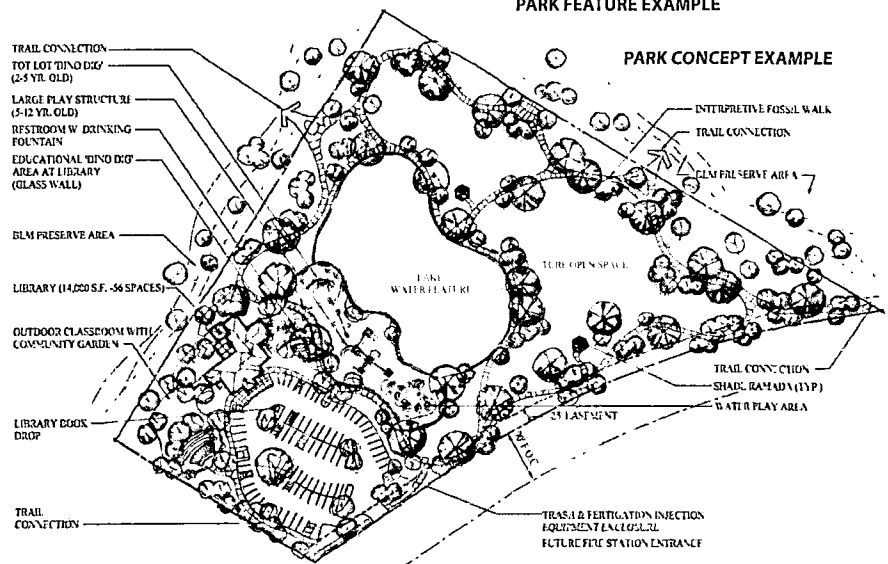 PARK FEATURE EXAMPLE
PARK CONCEPT EXAMPLE
TRAIL CONNECTION
TOT LOT 'DINO DIG'
(2-5 YR. OLD)
LARGE PLAY STRUCTURE
(5-12 YR. OLD)
RESTROOM W. DRINKING
FOUNTAIN
EDUCATIONAL 'DINO DIG'
AREA AT LIBRARY
(GLASS WALL)
BLM PRESERVE AREA
LIBRARY (14,000 S.F. -56 SPACES)
OUTDOOR CLASSROOM WITH
COMMUNITY GARDEN
LIBRARY BOOK
DROP
TRAIL
CONNECTION
LAKE
WATER FEATURE
TURF OPEN SPACE
INTERPRETIVE FOSSIL WALK
TRAIL CONNECTION
BLM PRESERVE AREA
TRAIL CONNECTION
SHADE RAMADA (TYP.)
WATER PLAY AREA
25' EASEMENT
TRASH & FERTIGATION INJECTION
EQUIPMENT ENCLOSURE
FUTURE FIRE STATION ENTRANCE